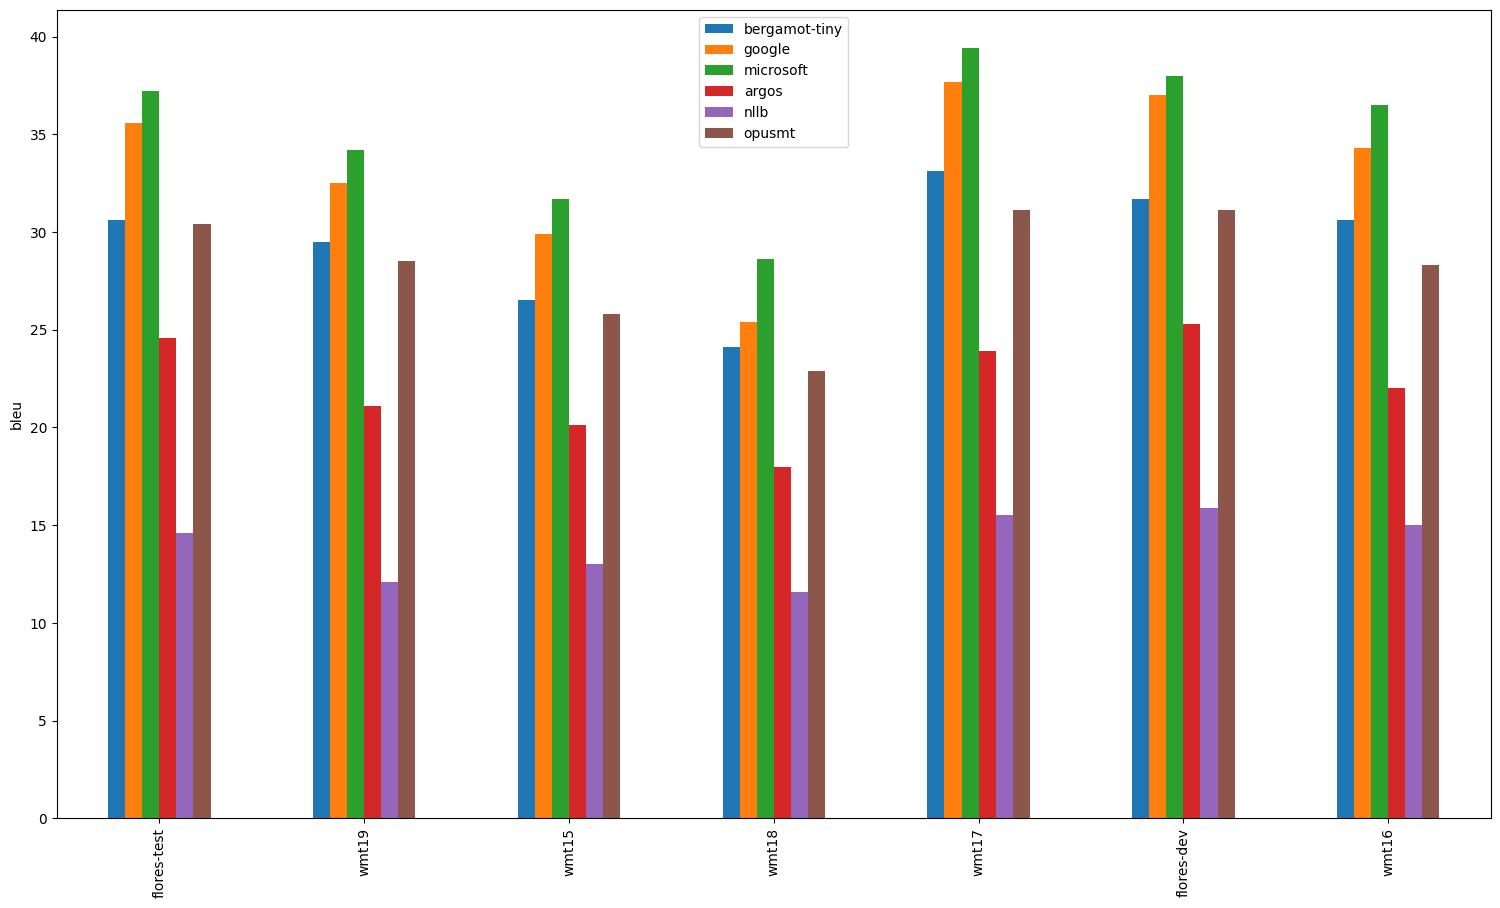 bergamot-tiny
google
microsoft
argos
nllb
opusmt
bleu
40
35
30
25
20
15
10
5
0
flores-test
wmt19
wmt15
wmt18
wmt17
flores-dev
wmt16